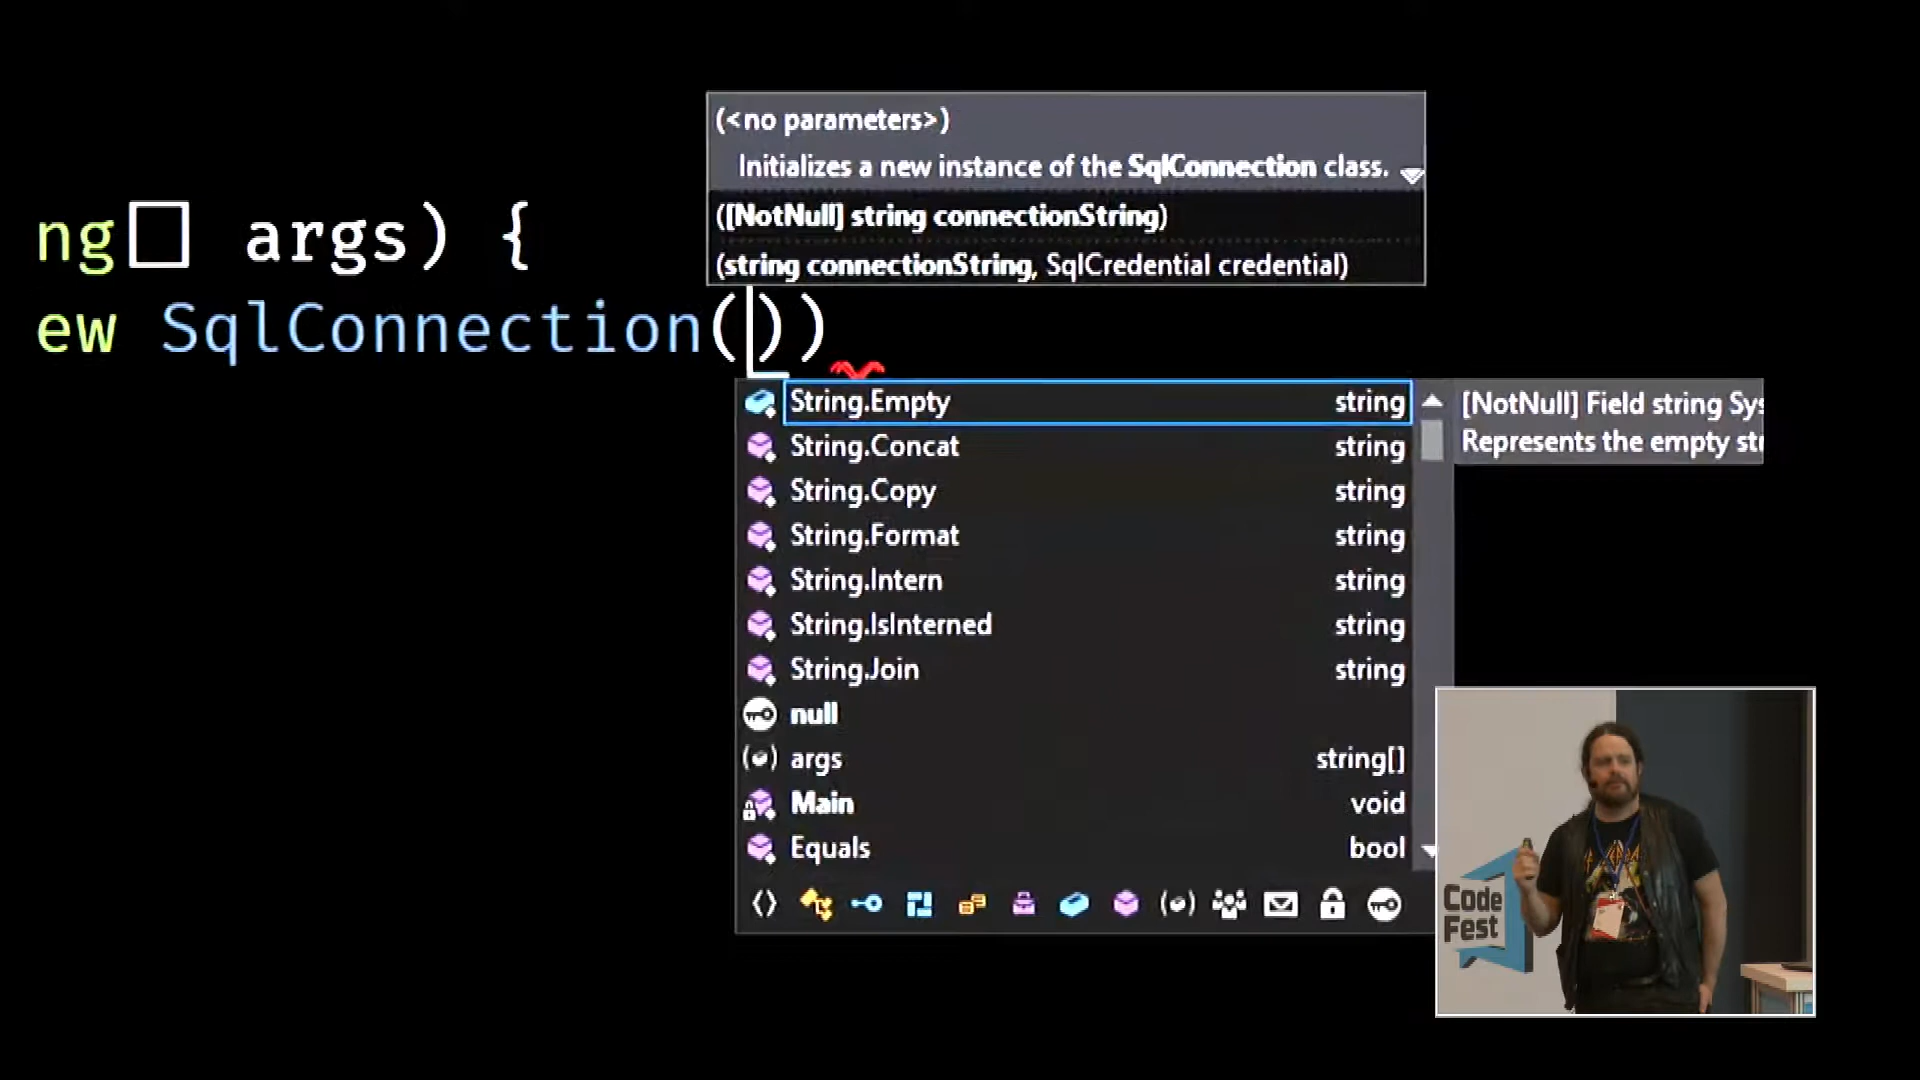 (<no parameters>)
Initializes a new instance of the SqlConnection class.
([NotNull] string connectionString)
(string connectionString, SqlCredential credential)
ng[] args) {
ew SqlConnection())
String.Empty string
String.Concat string
String.Copy string
String.Format string
String.Intern string
String.IsInterned string
String.Join string
null
args string[]
Main void
Equals bool
[NotNull] Field string Sys
Represents the empty str
Code
Fest